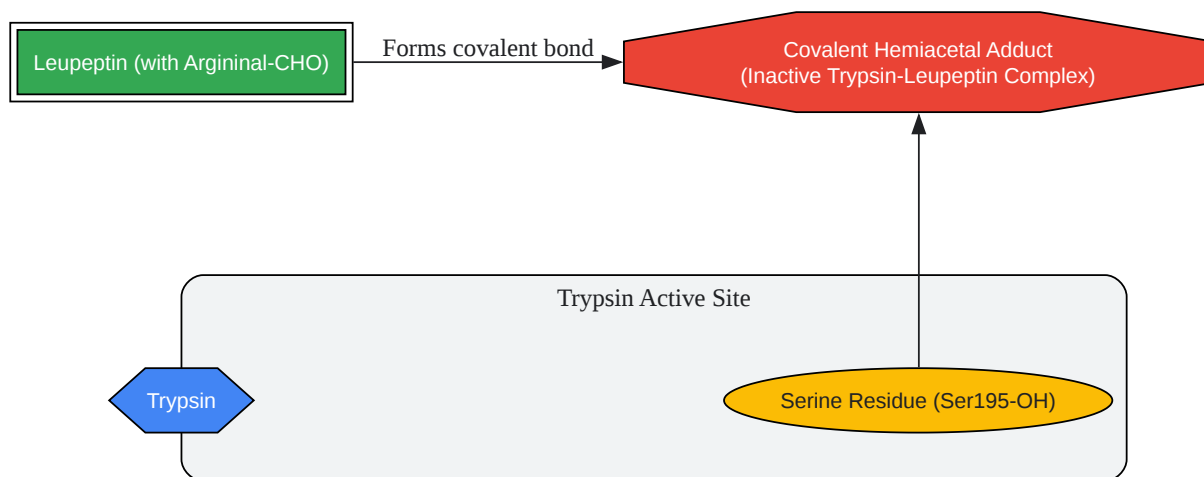 Leupeptin (with Argininal-CHO)
Forms covalent bond
Covalent Hemiacetal Adduct
(Inactive Trypsin-Leupeptin Complex)
Trypsin Active Site
Trypsin
Serine Residue (Ser195-OH)